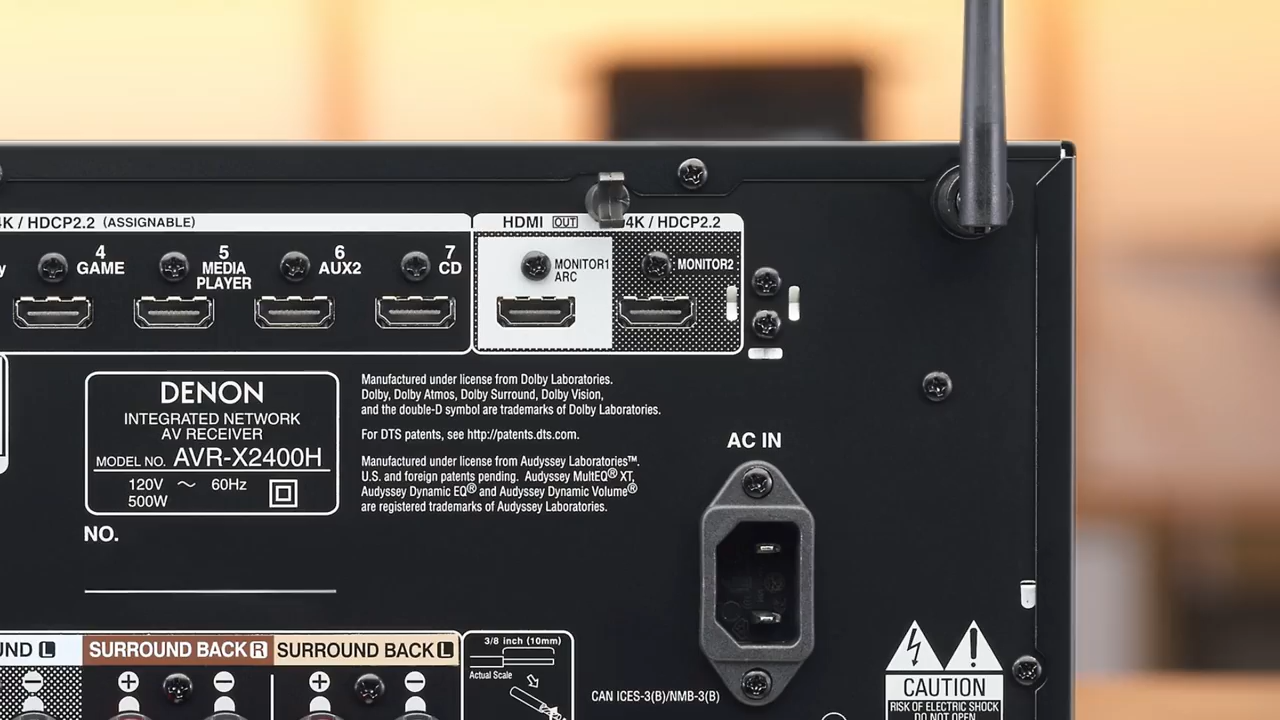 4K / HDCP2.2 (ASSIGNABLE)
HDMI OUT 4K / HDCP2.2
y
4
GAME
5
MEDIA
PLAYER
6
AUX2
7
CD
MONITOR1
ARC
MONITOR2
DENON
INTEGRATED NETWORK
AV RECEIVER
MODEL NO. AVR-X2400H
120V ～ 60Hz
500W
NO.
Manufactured under license from Dolby Laboratories.
Dolby, Dolby Atmos, Dolby Surround, Dolby Vision,
and the double-D symbol are trademarks of Dolby Laboratories.
For DTS patents, see http://patents.dts.com.
Manufactured under license from Audyssey Laboratories™.
U.S. and foreign patents pending. Audyssey MultEQ® XT,
Audyssey Dynamic EQ® and Audyssey Dynamic Volume®
are registered trademarks of Audyssey Laboratories.
AC IN
UND L
SURROUND BACK R
SURROUND BACK L
3/8 inch (10mm)
Actual Scale
CAN ICES-3(B)/NMB-3(B)
CAUTION
RISK OF ELECTRIC SHOCK
DO NOT OPEN